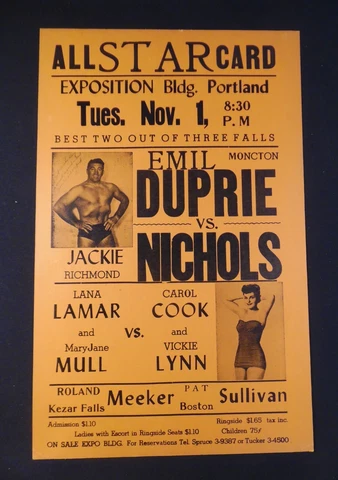 ALL STAR CARD
EXPOSITION Bldg. Portland
Tues. Nov. 1, 8:30 P.M
BEST TWO OUT OF THREE FALLS
EMIL MONCTON
DUPRIE
VS.
JACKIE NICHOLS
RICHMOND
LANA LAMAR and MaryJane MULL
VS.
CAROL COOK and VICKIE LYNN
ROLAND Meeker Kezar Falls
PAT Sullivan Boston
Admission $1.10 Ringside $1.65 tax inc.
Ladies with Escort in Ringside Seats $1.10 Children 75¢
ON SALE EXPO BLDG. For Reservations Tel. Spruce 3-9387 or Tucker 3-4500